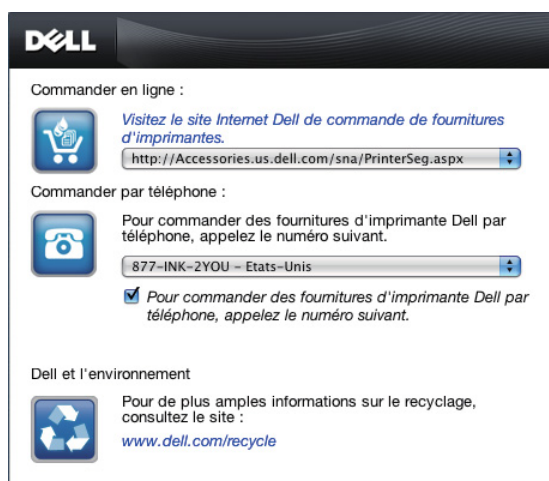 DELL
Commander en ligne :
Visitez le site Internet Dell de commande de fournitures
d'imprimantes.
http://Accessories.us.dell.com/sna/PrinterSeg.aspx
Commander par téléphone :
Pour commander des fournitures d'imprimante Dell par
téléphone, appelez le numéro suivant.
877-INK-2YOU – Etats-Unis
Pour commander des fournitures d'imprimante Dell par
téléphone, appelez le numéro suivant.
Dell et l'environnement
Pour de plus amples informations sur le recyclage,
consultez le site :
www.dell.com/recycle